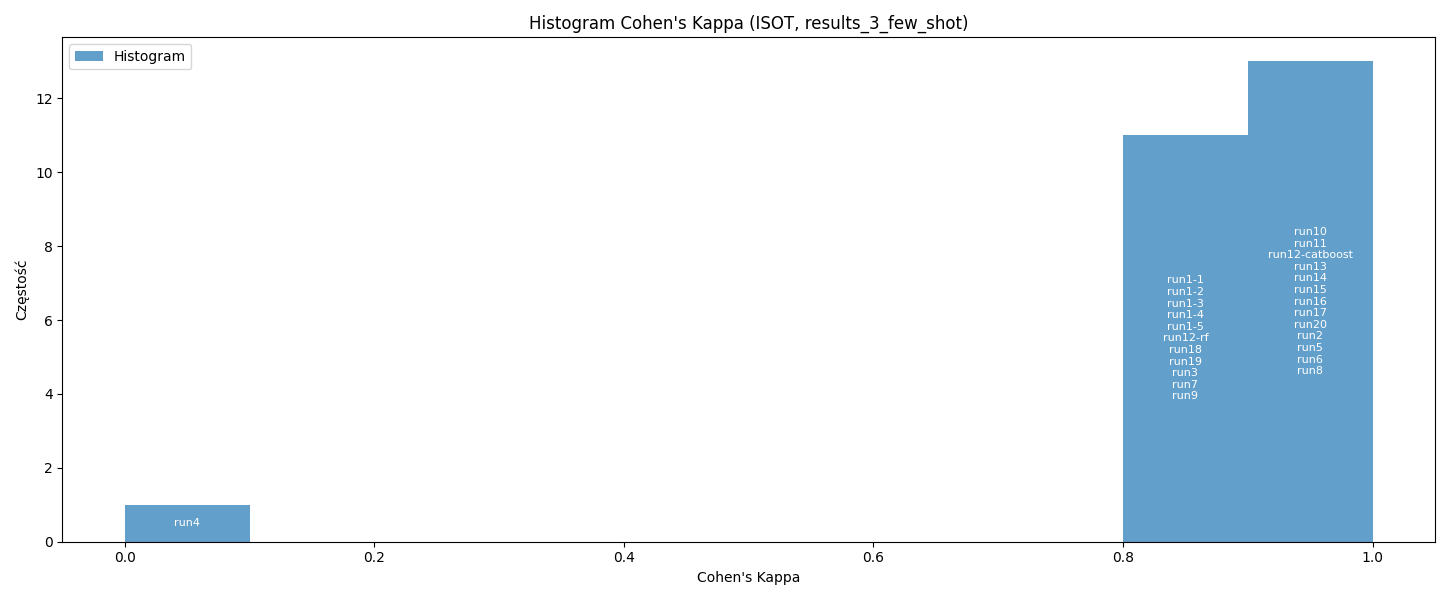 Histogram Cohen's Kappa (ISOT, results_3_few_shot)
Histogram
Częstość
12
10
8
6
4
2
0
run4
run1-1
run1-2
run1-3
run1-4
run1-5
run12-rf
run18
run19
run3
run7
run9
run10
run11
run12-catboost
run13
run14
run15
run16
run17
run20
run2
run5
run6
run8
0.0 0.2 0.4 0.6 0.8 1.0
Cohen's Kappa